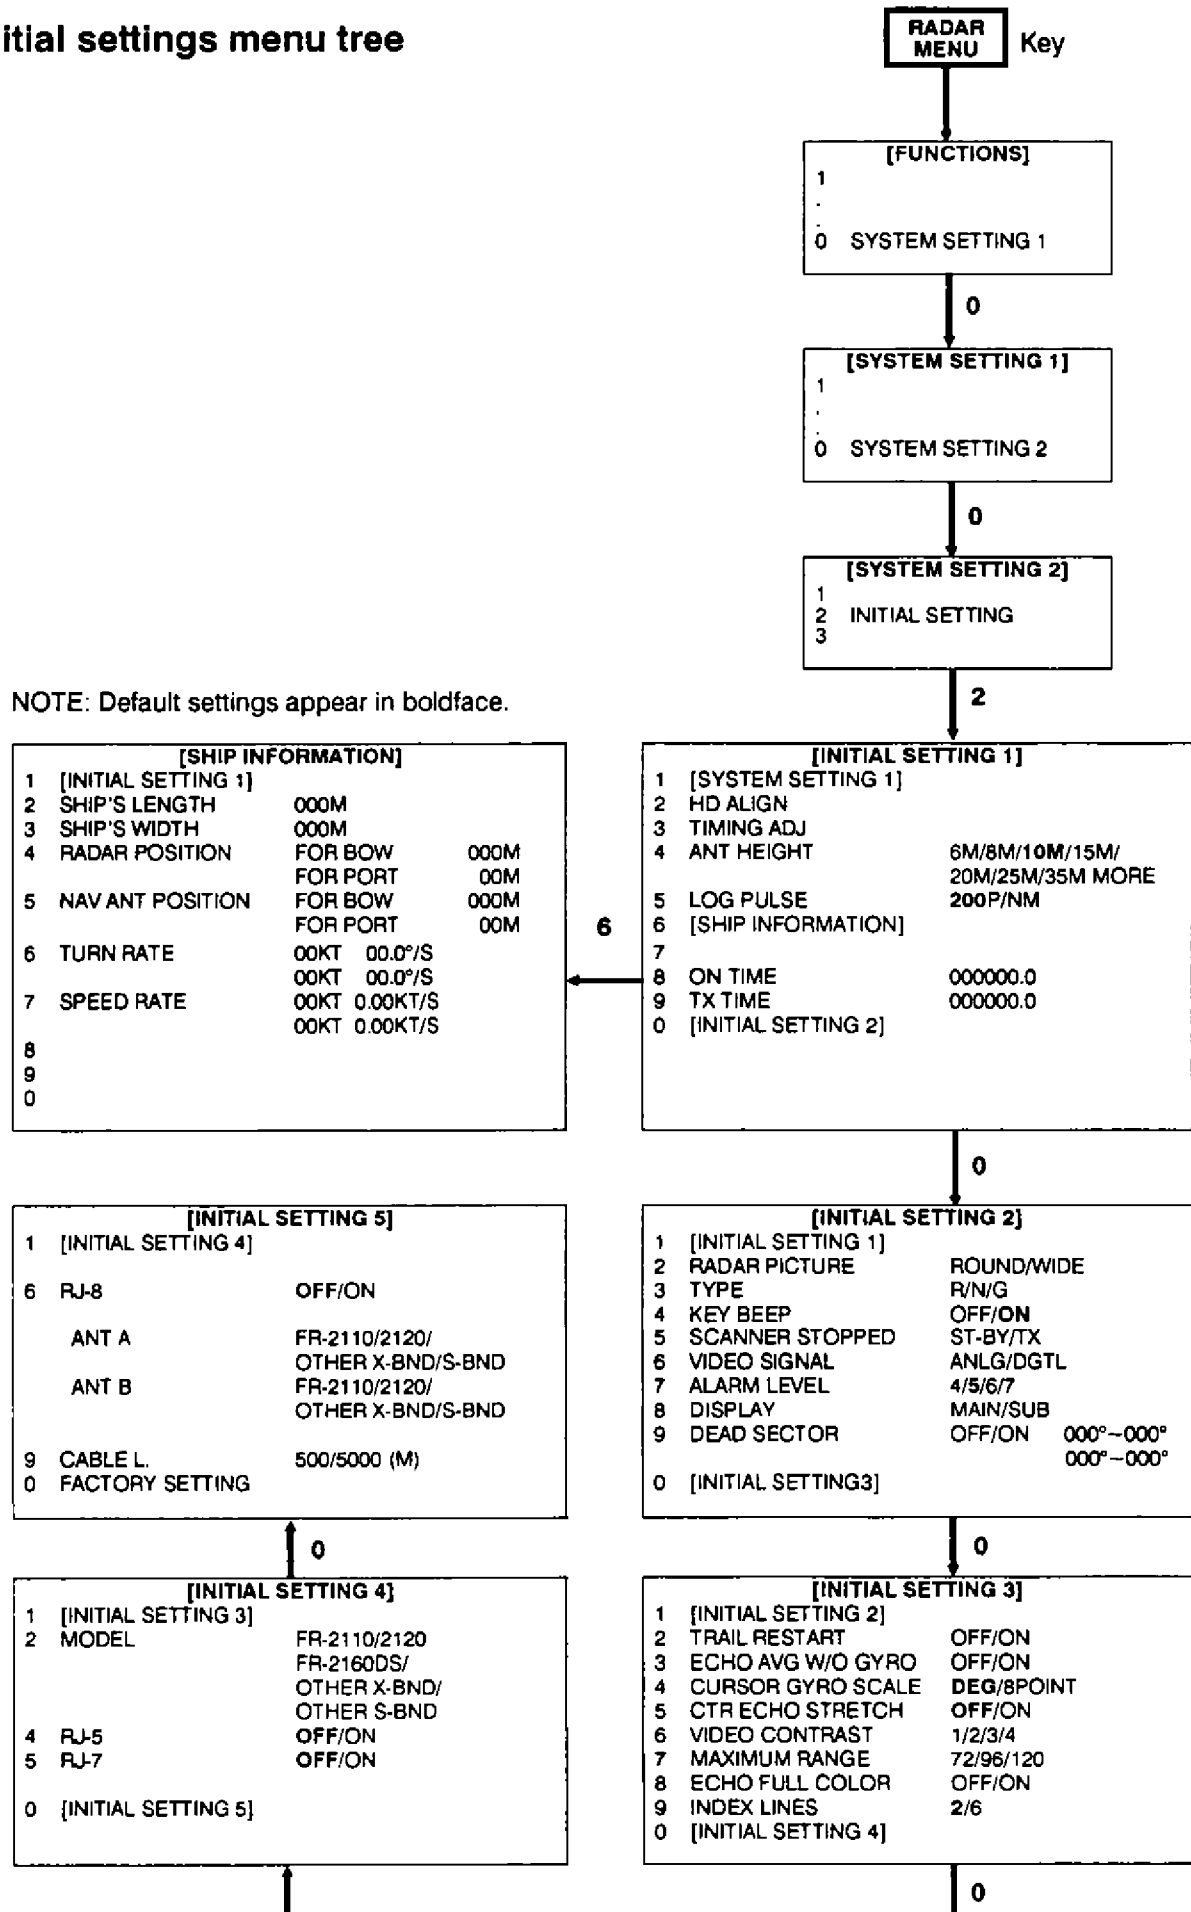 itial settings menu tree
RADAR
MENU
Key
[FUNCTIONS]
1
.
.
0 SYSTEM SETTING 1
0
[SYSTEM SETTING 1]
1
.
.
0 SYSTEM SETTING 2
0
[SYSTEM SETTING 2]
1
2 INITIAL SETTING
3
2
NOTE: Default settings appear in boldface.
[SHIP INFORMATION]
1 [INITIAL SETTING 1]
2 SHIP'S LENGTH 000M
3 SHIP'S WIDTH 000M
4 RADAR POSITION FOR BOW 000M
FOR PORT 00M
5 NAV ANT POSITION FOR BOW 000M
FOR PORT 00M
6 TURN RATE 00KT 00.0°/S
00KT 00.0°/S
7 SPEED RATE 00KT 0.00KT/S
00KT 0.00KT/S
8
9
0
6
[INITIAL SETTING 1]
1 [SYSTEM SETTING 1]
2 HD ALIGN
3 TIMING ADJ
4 ANT HEIGHT 6M/8M/10M/15M/
20M/25M/35M MORE
5 LOG PULSE 200P/NM
6 [SHIP INFORMATION]
7
8 ON TIME 000000.0
9 TX TIME 000000.0
0 [INITIAL SETTING 2]
0
[INITIAL SETTING 2]
1 [INITIAL SETTING 1]
2 RADAR PICTURE ROUND/WIDE
3 TYPE R/N/G
4 KEY BEEP OFF/ON
5 SCANNER STOPPED ST-BY/TX
6 VIDEO SIGNAL ANLG/DGTL
7 ALARM LEVEL 4/5/6/7
8 DISPLAY MAIN/SUB
9 DEAD SECTOR OFF/ON 000°~000°
000°~000°
0 [INITIAL SETTING3]
0
[INITIAL SETTING 3]
1 [INITIAL SETTING 2]
2 TRAIL RESTART OFF/ON
3 ECHO AVG W/O GYRO OFF/ON
4 CURSOR GYRO SCALE DEG/8POINT
5 CTR ECHO STRETCH OFF/ON
6 VIDEO CONTRAST 1/2/3/4
7 MAXIMUM RANGE 72/96/120
8 ECHO FULL COLOR OFF/ON
9 INDEX LINES 2/6
0 [INITIAL SETTING 4]
0
[INITIAL SETTING 4]
1 [INITIAL SETTING 3]
2 MODEL FR-2110/2120
FR-2160DS/
OTHER X-BND/
OTHER S-BND
4 RJ-5 OFF/ON
5 RJ-7 OFF/ON
0 [INITIAL SETTING 5]
0
[INITIAL SETTING 5]
1 [INITIAL SETTING 4]
6 RJ-8 OFF/ON
ANT A FR-2110/2120/
OTHER X-BND/S-BND
ANT B FR-2110/2120/
OTHER X-BND/S-BND
9 CABLE L. 500/5000 (M)
0 FACTORY SETTING